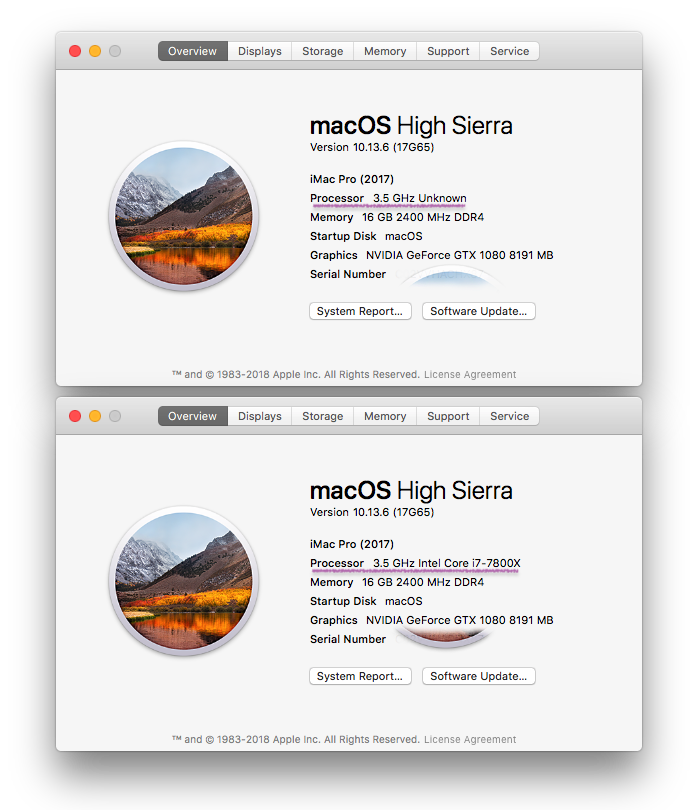 Overview Displays Storage Memory Support Service
macOS High Sierra
Version 10.13.6 (17G65)
iMac Pro (2017)
Processor 3.5 GHz Unknown
Memory 16 GB 2400 MHz DDR4
Startup Disk macOS
Graphics NVIDIA GeForce GTX 1080 8191 MB
Serial Number
System Report... Software Update...
™ and © 1983-2018 Apple Inc. All Rights Reserved. License Agreement
Overview Displays Storage Memory Support Service
macOS High Sierra
Version 10.13.6 (17G65)
iMac Pro (2017)
Processor 3.5 GHz Intel Core i7-7800X
Memory 16 GB 2400 MHz DDR4
Startup Disk macOS
Graphics NVIDIA GeForce GTX 1080 8191 MB
Serial Number
System Report... Software Update...
™ and © 1983-2018 Apple Inc. All Rights Reserved. License Agreement